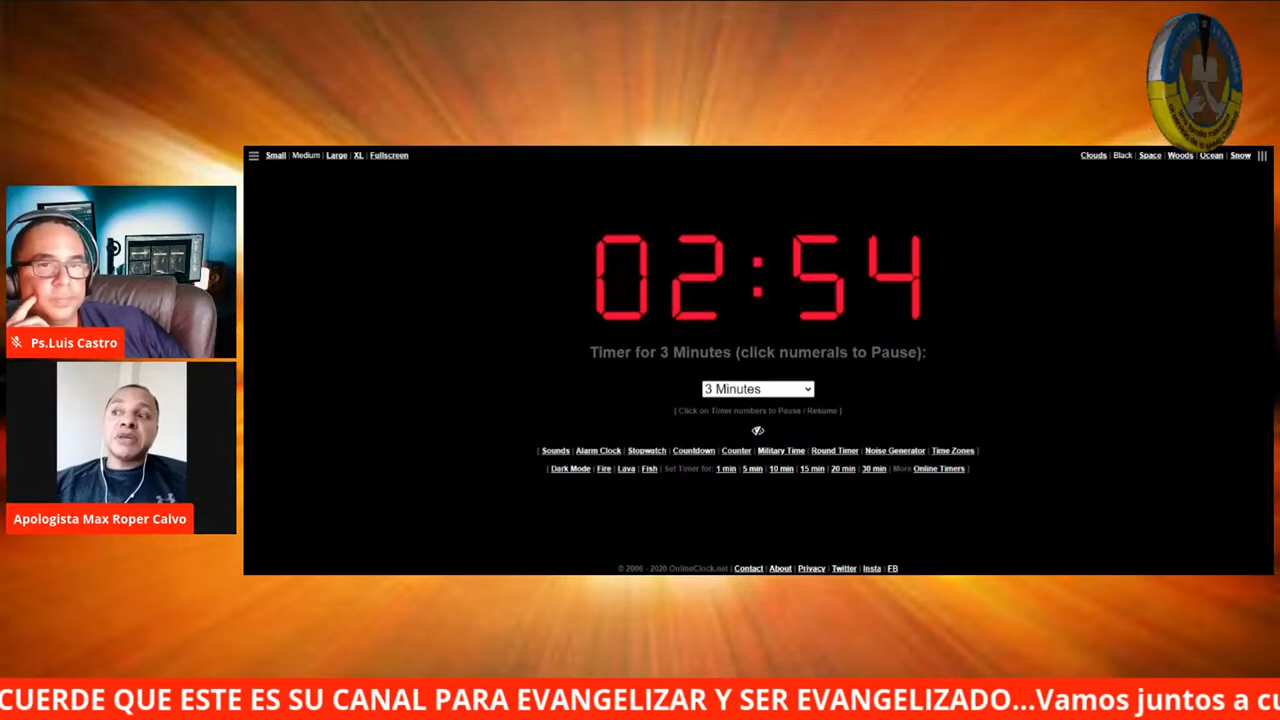 Small | Medium | Large | XL | Fullscreen
Clouds | Black | Space | Woods | Ocean | Snow
02:54
Timer for 3 Minutes (click numerals to Pause):
3 Minutes
[ Click on Timer numbers to Pause / Resume ]
[ Sounds | Alarm Clock | Stopwatch | Countdown | Counter | Military Time | Round Timer | Noise Generator | Time Zones ]
[ Dark Mode | Fire | Lava | Fish | Set Timer for: 1 min | 5 min | 10 min | 15 min | 20 min | 30 min | More Online Timers ]
© 2006 - 2020 OnlineClock.net | Contact | About | Privacy | Twitter | Insta | FB
Ps.Luis Castro
Apologista Max Roper Calvo
CUERDE QUE ESTE ES SU CANAL PARA EVANGELIZAR Y SER EVANGELIZADO...Vamos juntos a cu